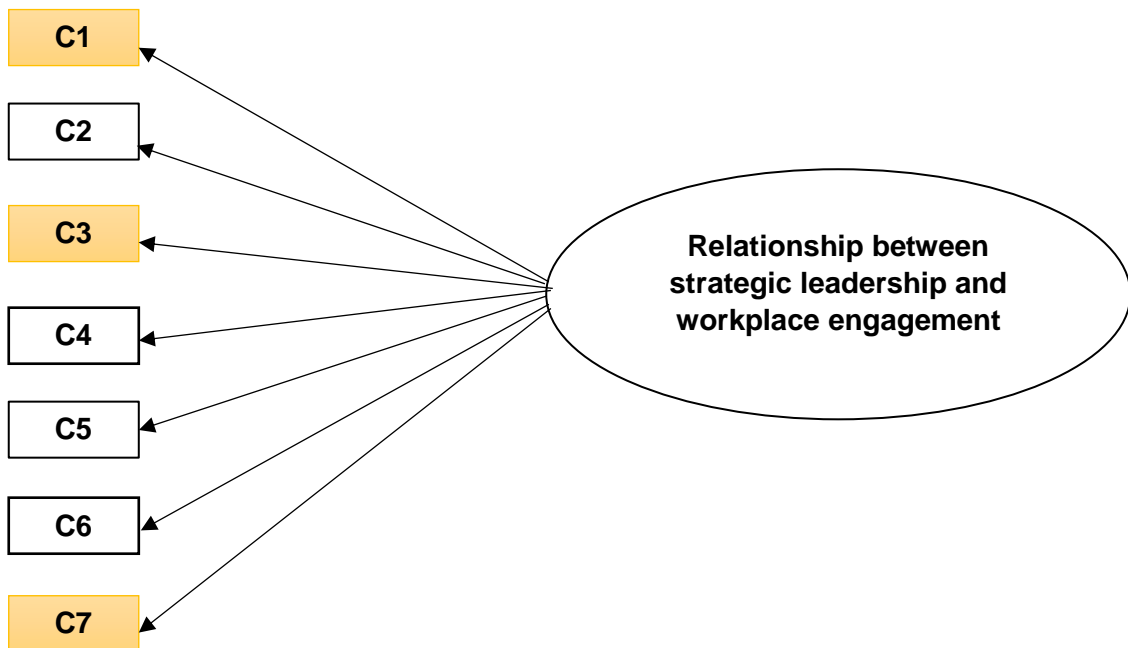 C1
C2
C3
C4
C5
C6
C7
Relationship between
strategic leadership and
workplace engagement